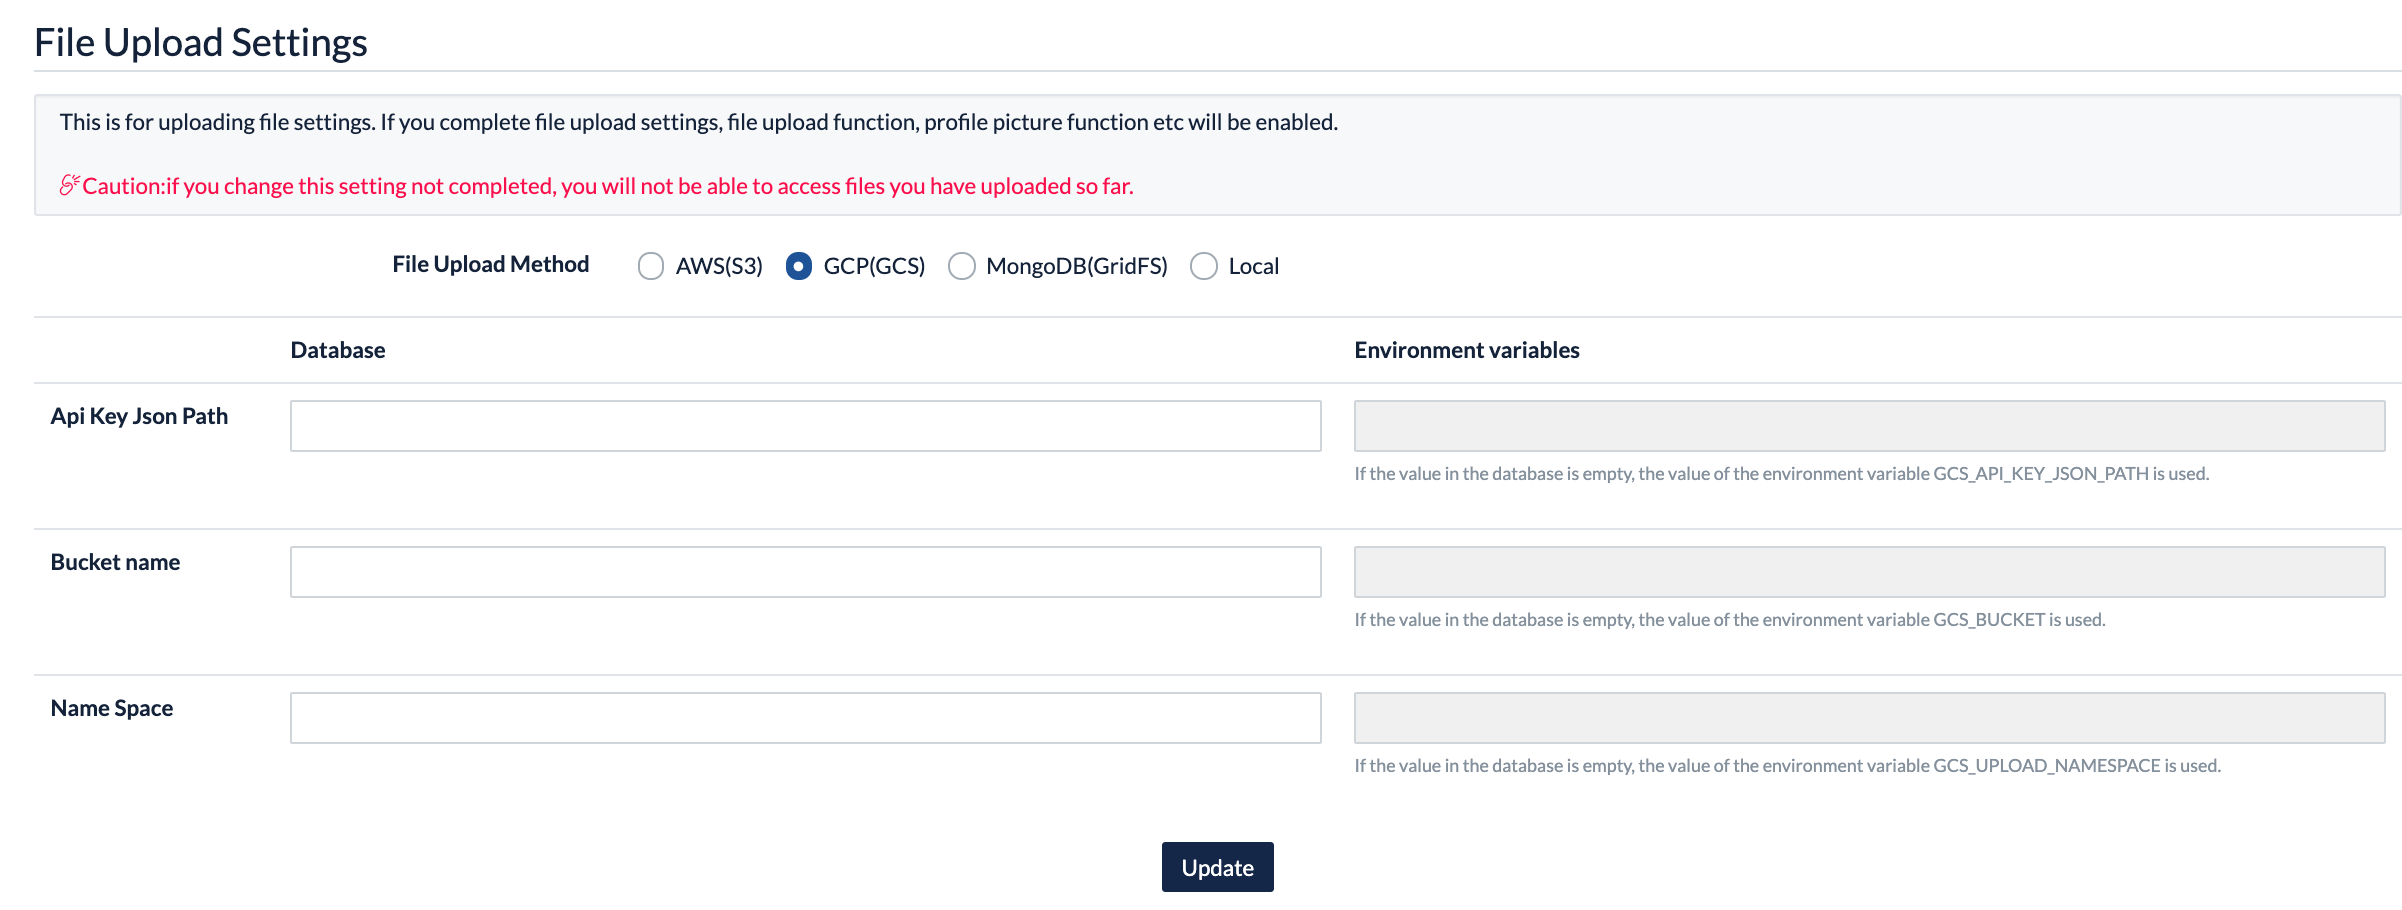 File Upload Settings
This is for uploading file settings. If you complete file upload settings, file upload function, profile picture function etc will be enabled.
Caution:if you change this setting not completed, you will not be able to access files you have uploaded so far.
File Upload Method AWS(S3) GCP(GCS) MongoDB(GridFS) Local
Database Environment variables
Api Key Json Path
If the value in the database is empty, the value of the environment variable GCS_API_KEY_JSON_PATH is used.
Bucket name
If the value in the database is empty, the value of the environment variable GCS_BUCKET is used.
Name Space
If the value in the database is empty, the value of the environment variable GCS_UPLOAD_NAMESPACE is used.
Update